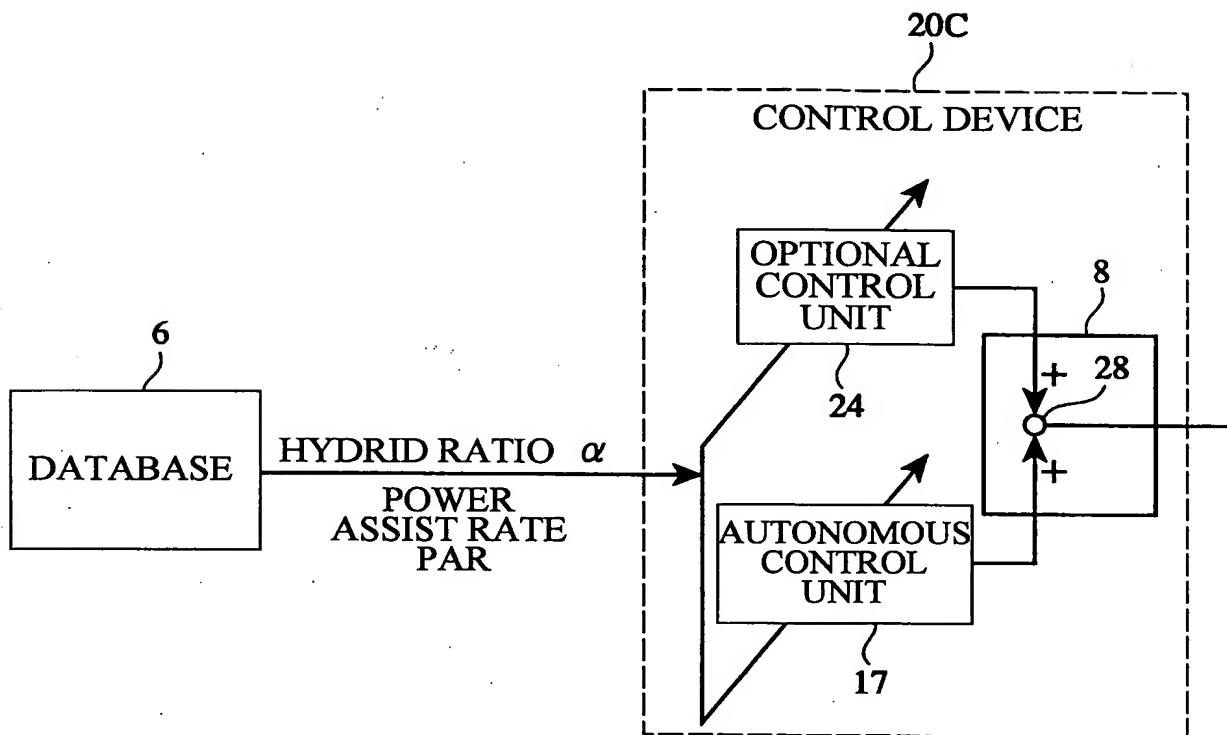 20C
CONTROL DEVICE
OPTIONAL
CONTROL
UNIT
24
8
+
28
+
6
DATABASE
HYDRID RATIO α
POWER
ASSIST RATE
PAR
AUTONOMOUS
CONTROL
UNIT
17